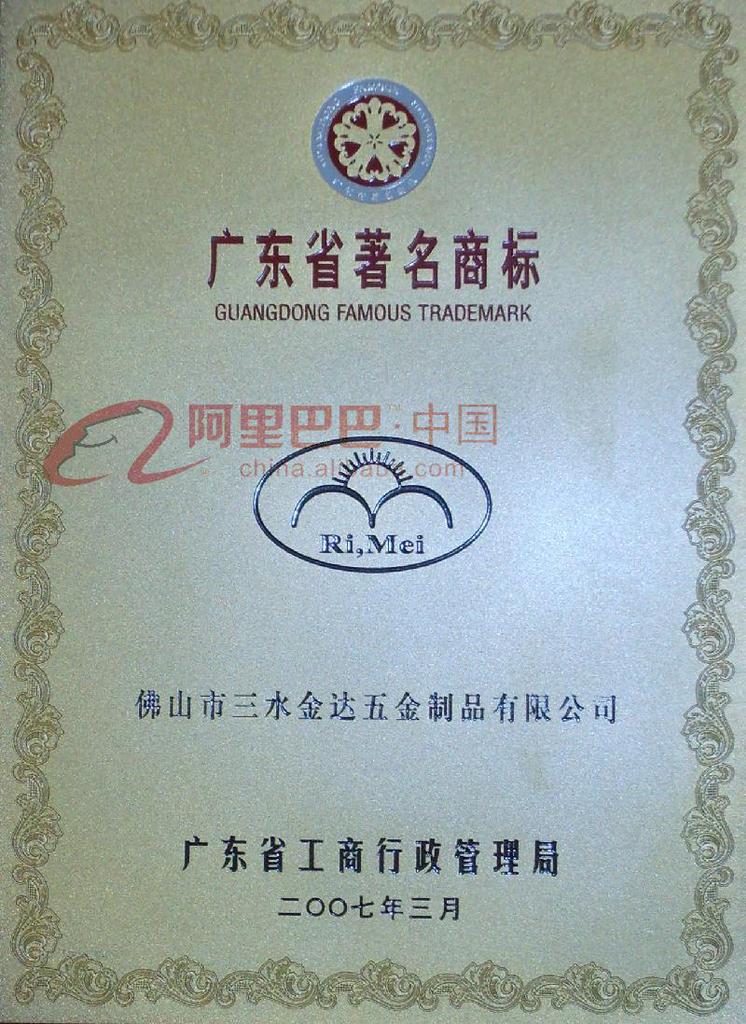 广东省著名商标
GUANGDONG FAMOUS TRADEMARK
阿里巴巴·中国
china.alibaba.com
Ri,Mei
佛山市三水金达五金制品有限公司
广东省工商行政管理局
二〇〇七年三月